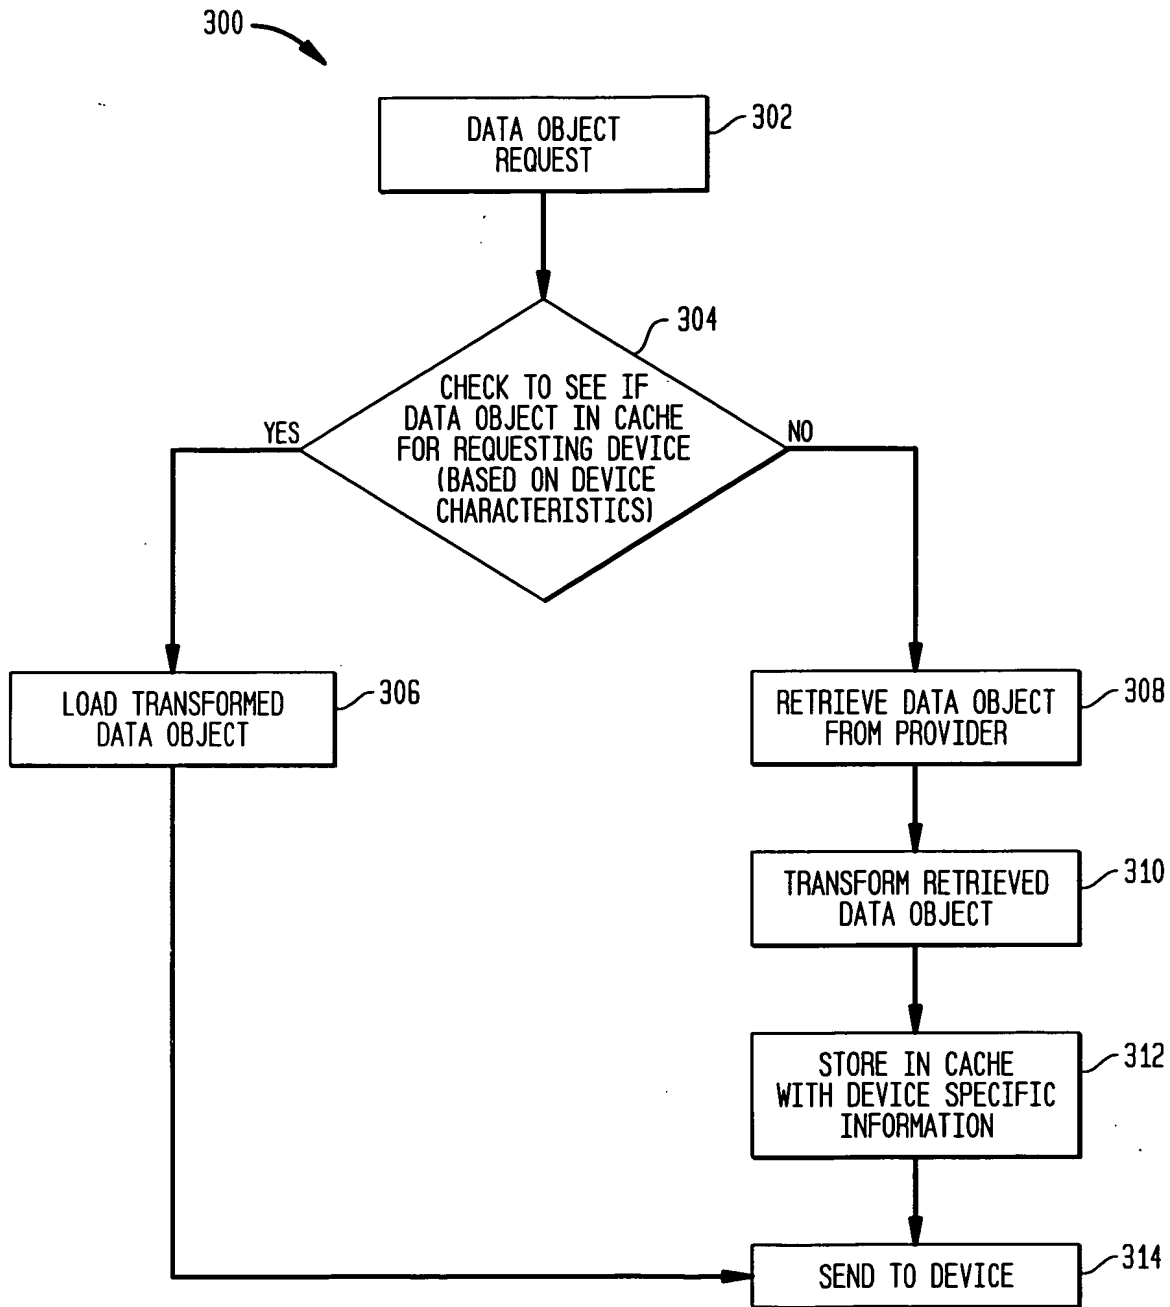 300
DATA OBJECT
REQUEST
302
304
CHECK TO SEE IF
DATA OBJECT IN CACHE
FOR REQUESTING DEVICE
(BASED ON DEVICE
CHARACTERISTICS)
YES
NO
LOAD TRANSFORMED
DATA OBJECT
306
RETRIEVE DATA OBJECT
FROM PROVIDER
308
TRANSFORM RETRIEVED
DATA OBJECT
310
STORE IN CACHE
WITH DEVICE SPECIFIC
INFORMATION
312
SEND TO DEVICE
314